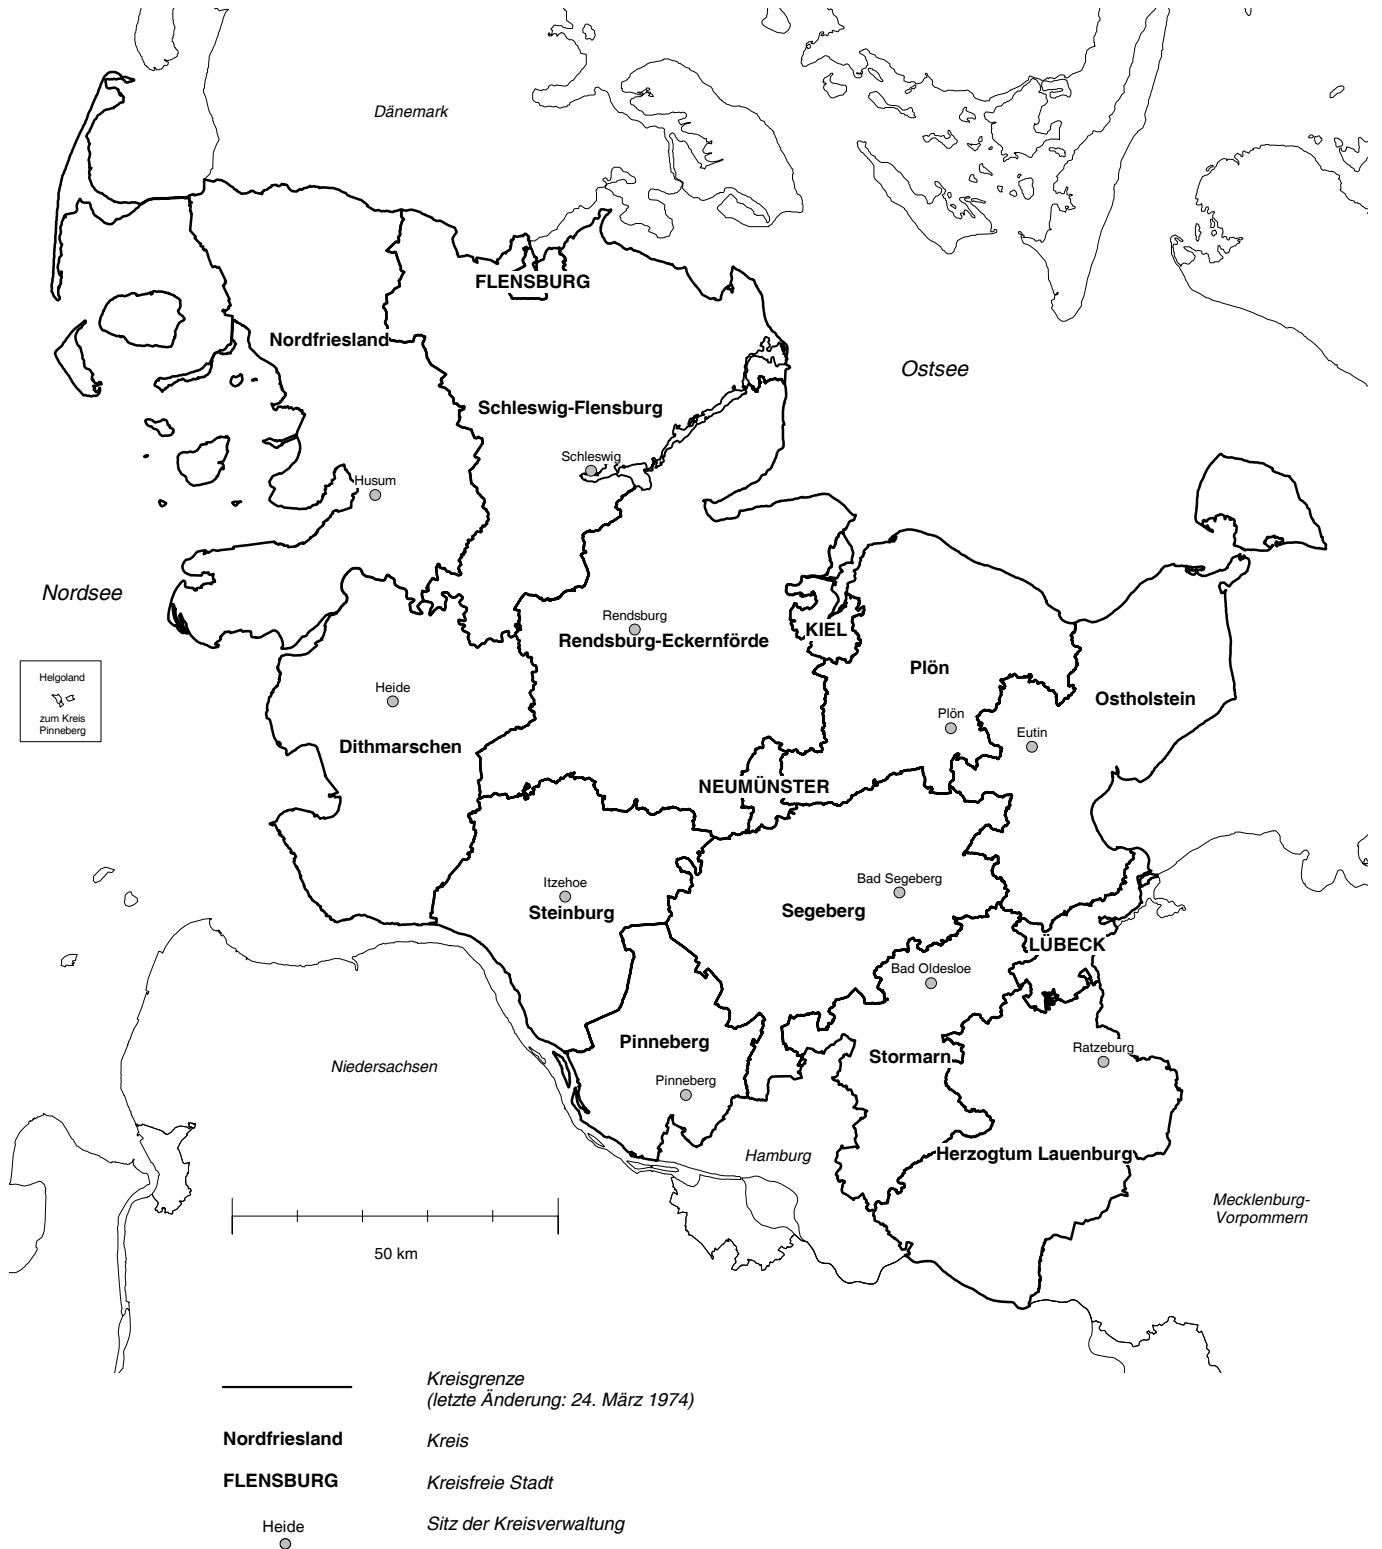 Dänemark
FLENSBURG
Nordfriesland
Ostsee
Schleswig-Flensburg
Schleswig
Husum
Nordsee
Rendsburg
Rendsburg-Eckernförde
KIEL
Plön
Helgoland
zum Kreis
Pinneberg
Heide
Ostholstein
Plön
Eutin
Dithmarschen
NEUMÜNSTER
Itzehoe
Steinburg
Bad Segeberg
Segeberg
LÜBECK
Bad Oldesloe
Pinneberg
Stormarn
Ratzeburg
Niedersachsen
Pinneberg
Hamburg
Herzogtum Lauenburg
Mecklenburg-
Vorpommern
50 km
Kreisgrenze
(letzte Änderung: 24. März 1974)
Nordfriesland Kreis
FLENSBURG Kreisfreie Stadt
Heide Sitz der Kreisverwaltung